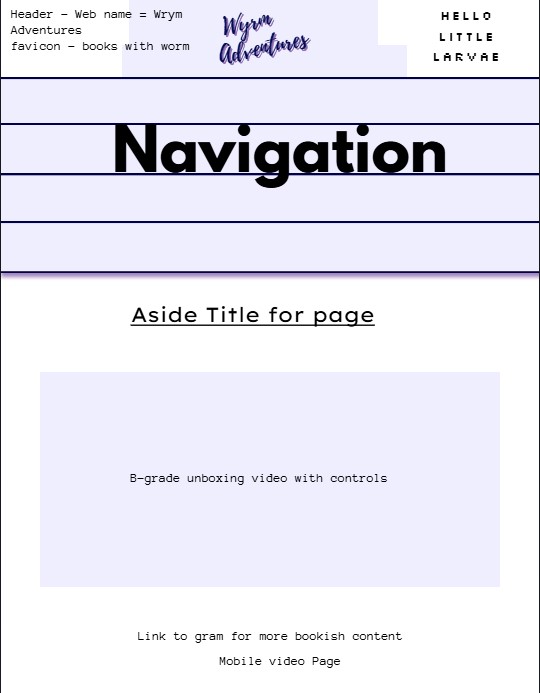 Header - Web name = Wrym
Adventures
favicon - books with worm
Wyrm
Adventures
HELLO
LITTLE
LARVAE
Navigation
Aside Title for page
B-grade unboxing video with controls
Link to gram for more bookish content
Mobile video Page